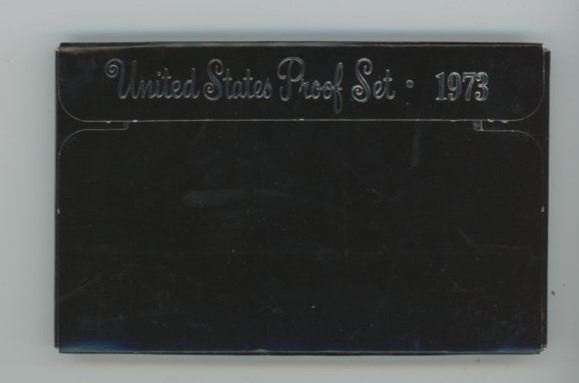 United States Proof Set · 1973